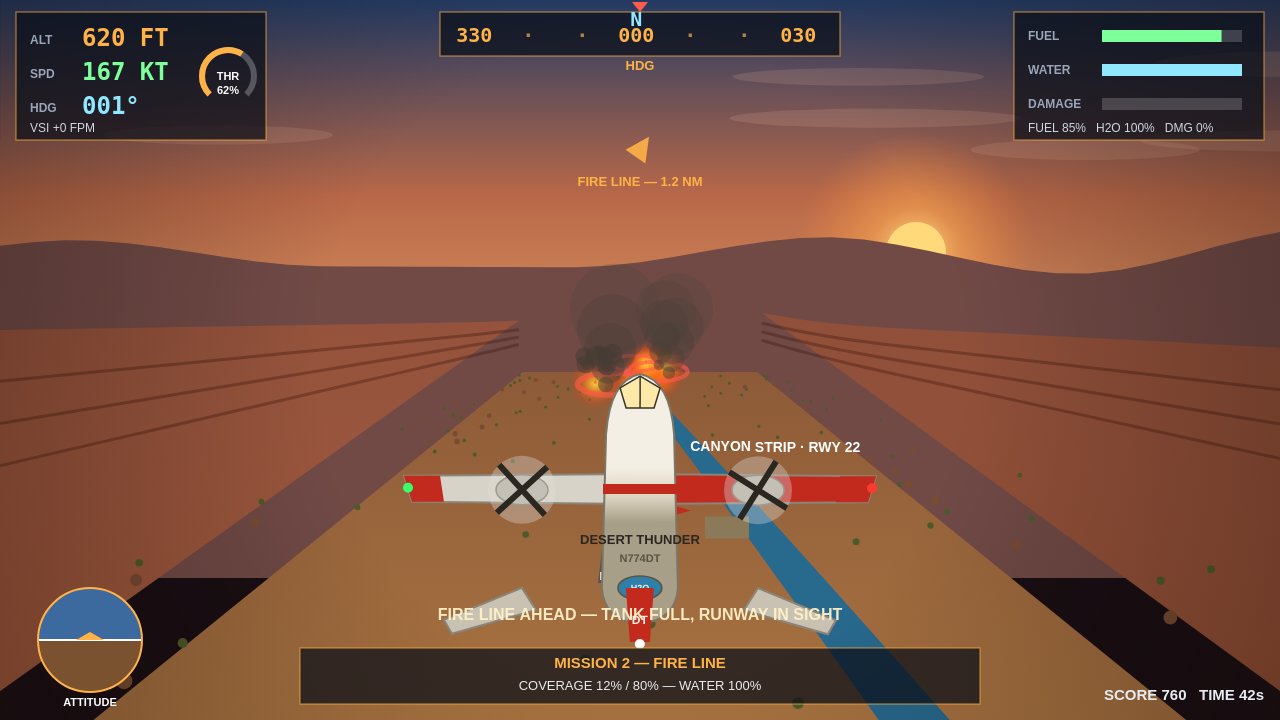 ALT 620 FT
SPD 167 KT
HDG 001°
VSI +0 FPM
THR
62%
N
330 · · 000 · · 030
HDG
FUEL
WATER
DAMAGE
FUEL 85% H2O 100% DMG 0%
FIRE LINE — 1.2 NM
CANYON STRIP · RWY 22
DESERT THUNDER
N774DT
H2O
DT
FIRE LINE AHEAD — TANK FULL, RUNWAY IN SIGHT
MISSION 2 — FIRE LINE
COVERAGE 12% / 80% — WATER 100%
ATTITUDE
SCORE 760 TIME 42s